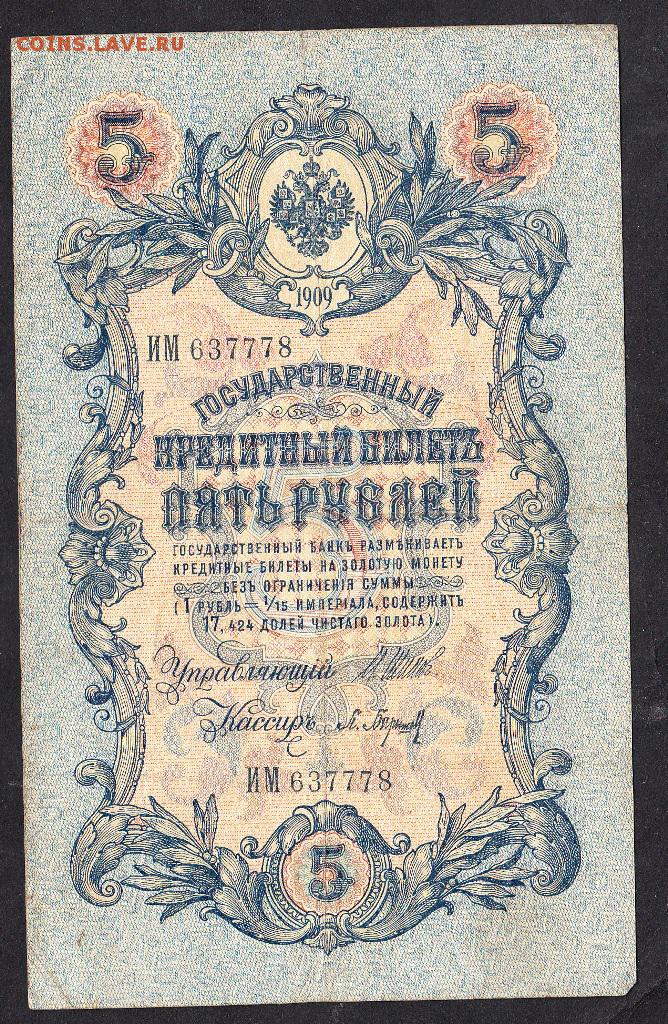 COINS.LAVE.RU
5 5
1909
ИМ 637778
ГОСУДАРСТВЕННЫЙ
КРЕДИТНЫЙ БИЛЕТЪ
ПЯТЬ РУБЛЕЙ
5
ГОСУДАРСТВЕННЫЙ БАНКЪ РАЗМѢНИВАЕТЪ
КРЕДИТНЫЕ БИЛЕТЫ НА ЗОЛОТУЮ МОНЕТУ
БЕЗЪ ОГРАНИЧЕНІЯ СУММЫ
(1 РУБЛЬ = 1/15 ИМПЕРІАЛА, СОДЕРЖИТЪ
17,424 ДОЛЕЙ ЧИСТАГО ЗОЛОТА).
Управляющій
Кассиръ
ИМ 637778
5